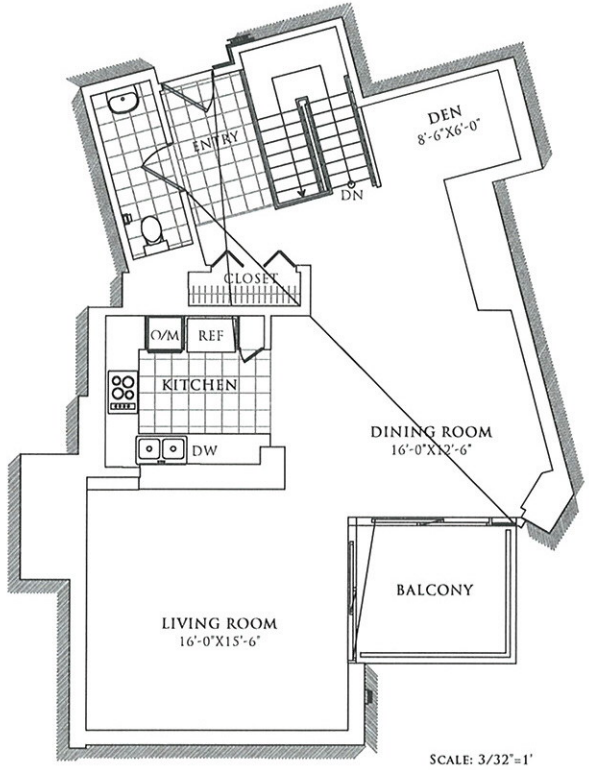 DEN
8'-6"X6'-0"
ENTRY
DN
CLOSET
O/M
REF
KITCHEN
DW
DINING ROOM
16'-0"X12'-6"
BALCONY
LIVING ROOM
16'-0"X15'-6"
SCALE: 3/32"=1'